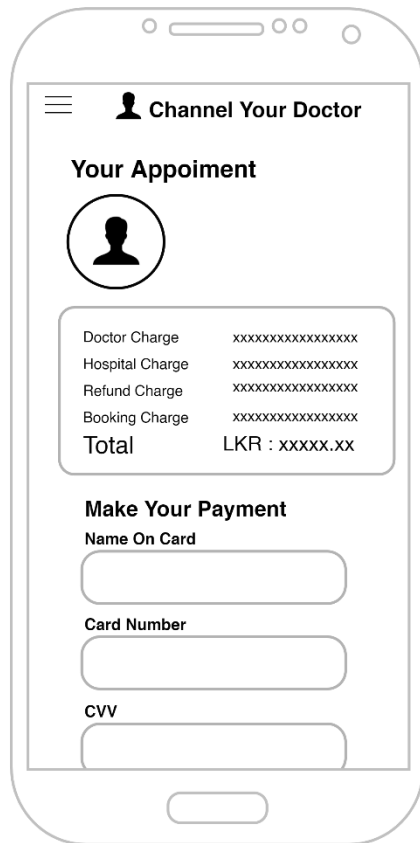 Channel Your Doctor
Your Appoiment
Doctor Charge xxxxxxxxxxxxxxxxx
Hospital Charge xxxxxxxxxxxxxxxxx
Refund Charge xxxxxxxxxxxxxxxxx
Booking Charge xxxxxxxxxxxxxxxxx
Total LKR : xxxxx.xx
Make Your Payment
Name On Card
Card Number
CVV